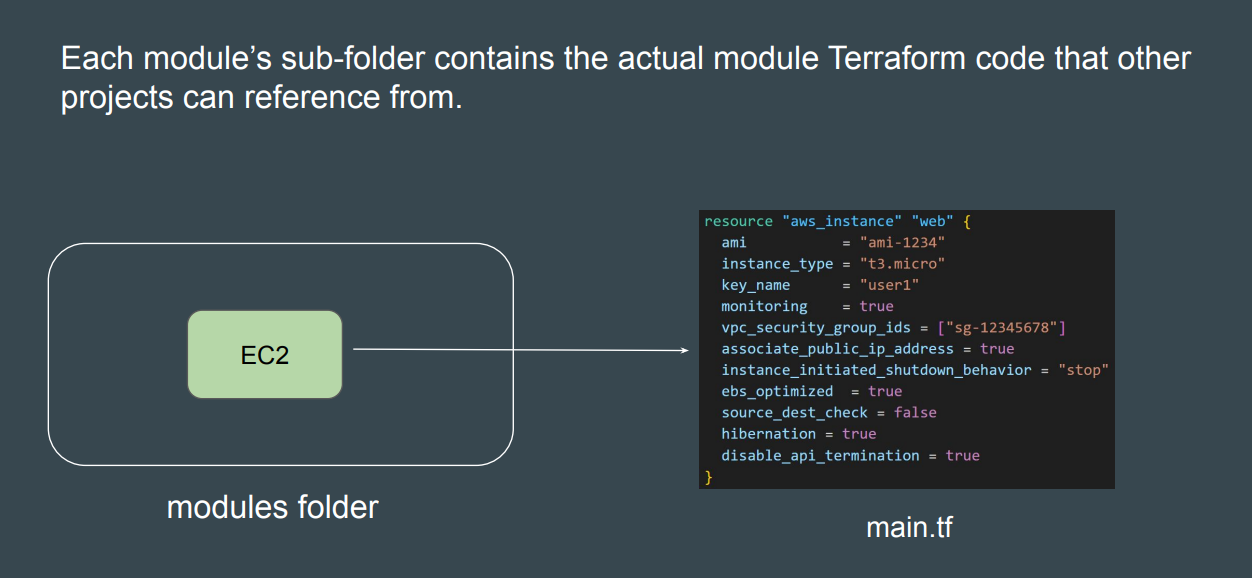 Each module’s sub-folder contains the actual module Terraform code that other
projects can reference from.
EC2
modules folder
resource "aws_instance" "web" {
  ami           = "ami-1234"
  instance_type = "t3.micro"
  key_name      = "user1"
  monitoring    = true
  vpc_security_group_ids = ["sg-12345678"]
  associate_public_ip_address = true
  instance_initiated_shutdown_behavior = "stop"
  ebs_optimized  = true
  source_dest_check = false
  hibernation = true
  disable_api_termination = true
}
main.tf